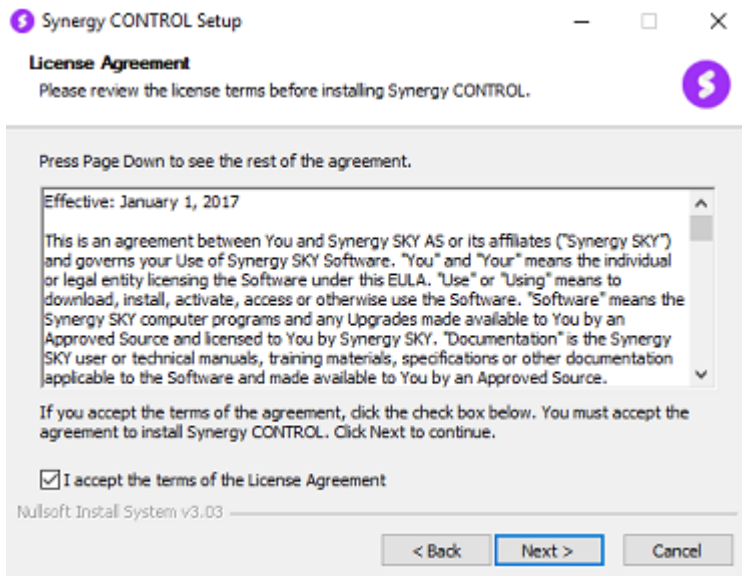 Synergy CONTROL Setup
License Agreement
Please review the license terms before installing Synergy CONTROL.
Press Page Down to see the rest of the agreement.
Effective: January 1, 2017
This is an agreement between You and Synergy SKY AS or its affiliates ("Synergy SKY")
and governs your Use of Synergy SKY Software. "You" and "Your" means the individual
or legal entity licensing the Software under this EULA. "Use" or "Using" means to
download, install, activate, access or otherwise use the Software. "Software" means the
Synergy SKY computer programs and any Upgrades made available to You by an
Approved Source and licensed to You by Synergy SKY. "Documentation" is the Synergy
SKY user or technical manuals, training materials, specifications or other documentation
applicable to the Software and made available to You by an Approved Source.
If you accept the terms of the agreement, click the check box below. You must accept the
agreement to install Synergy CONTROL. Click Next to continue.
I accept the terms of the License Agreement
Nullsoft Install System v3.03
< Back Next > Cancel